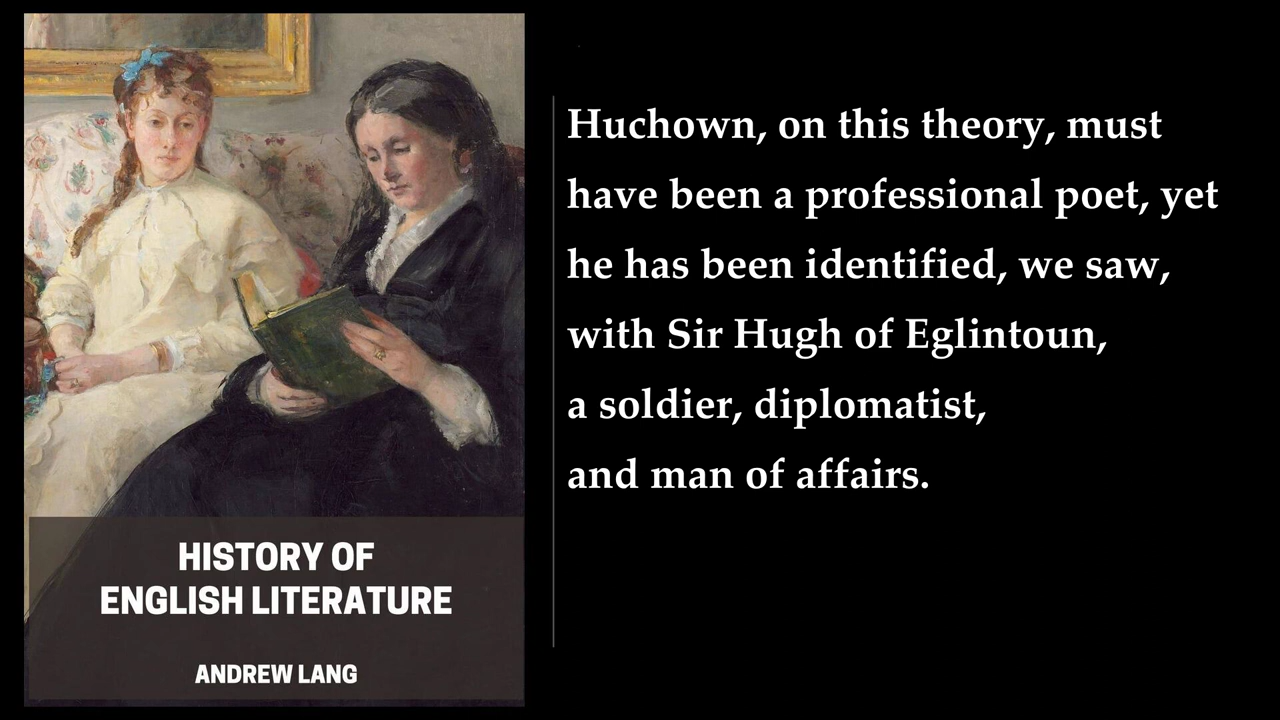 HISTORY OF
ENGLISH LITERATURE
ANDREW LANG
Huchown, on this theory, must
have been a professional poet, yet
he has been identified, we saw,
with Sir Hugh of Eglintoun,
a soldier, diplomatist,
and man of affairs.